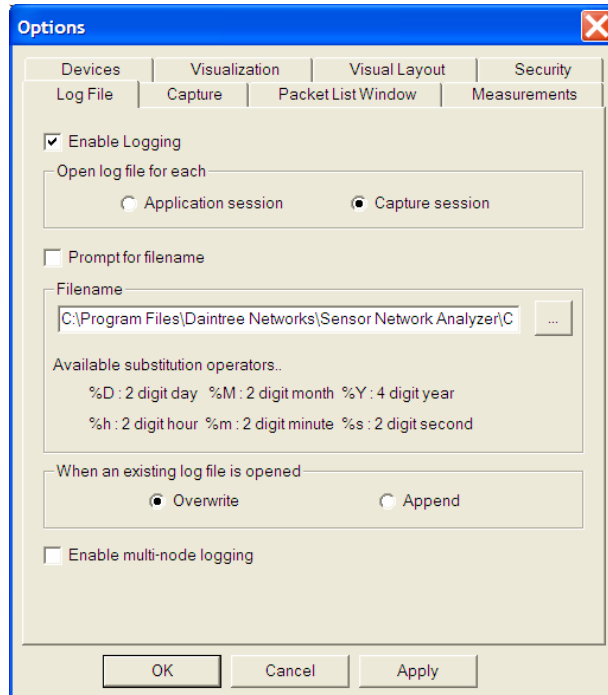 Options
Devices Visualization Visual Layout Security
Log File Capture Packet List Window Measurements
Enable Logging
Open log file for each
Application session Capture session
Prompt for filename
Filename
C:\Program Files\Daintree Networks\Sensor Network Analyzer\C ...
Available substitution operators..
%D : 2 digit day %M : 2 digit month %Y : 4 digit year
%h : 2 digit hour %m : 2 digit minute %s : 2 digit second
When an existing log file is opened
Overwrite Append
Enable multi-node logging
OK Cancel Apply